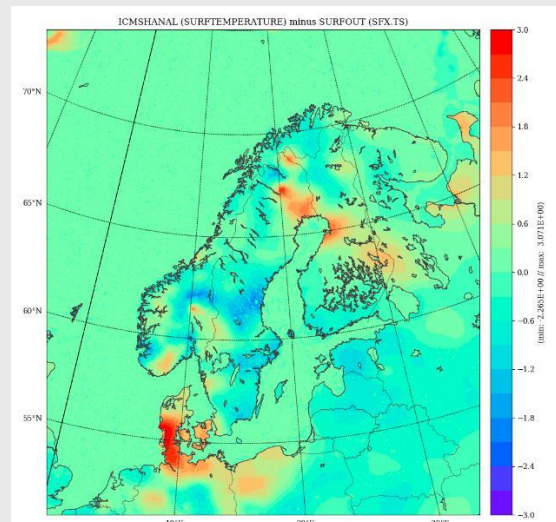 ICMSHANAL (SURFTEMPERATURE) minus SURFOUT (SFX.TS)
70°N
65°N
60°N
55°N
3.0
2.4
1.8
1.2
0.6
0.0
−0.6
−1.2
−1.8
−2.4
−3.0
(min: -2.265E+00 // max: 3.071E+00)